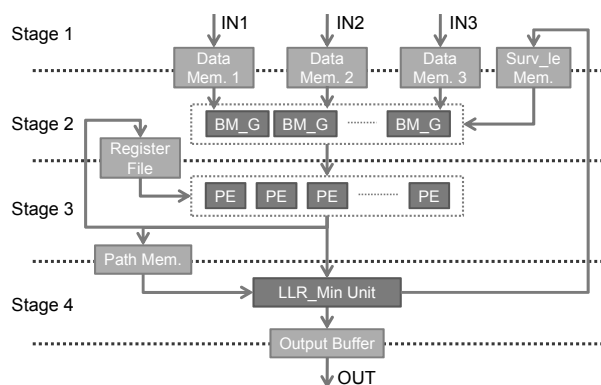 Stage 1
IN1
IN2
IN3
Data
Mem. 1
Data
Mem. 2
Data
Mem. 3
Surv_le
Mem.
Stage 2
BM_G
BM_G
BM_G
Register
File
Stage 3
PE
PE
PE
PE
Path Mem.
Stage 4
LLR_Min Unit
Output Buffer
OUT